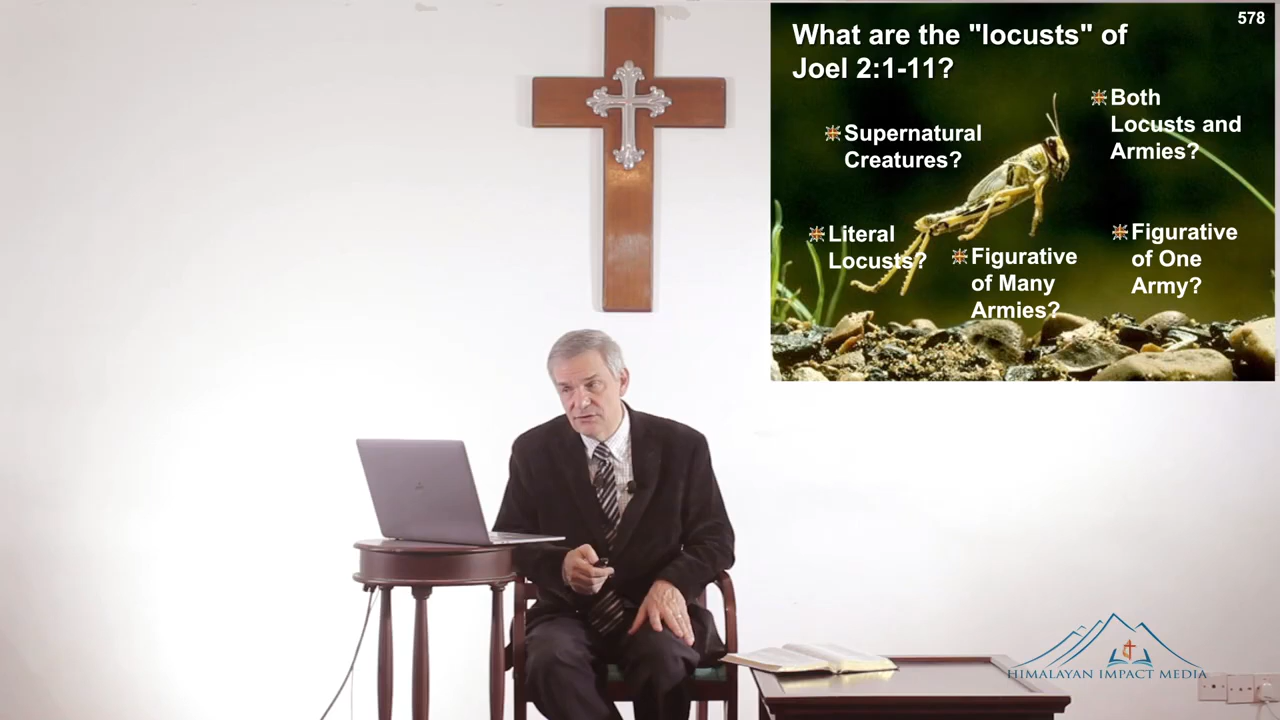 578
What are the "locusts" of
Joel 2:1-11?
Supernatural
Creatures?
Both
Locusts and
Armies?
Literal
Locusts?
Figurative
of Many
Armies?
Figurative
of One
Army?
HIMALAYAN IMPACT MEDIA